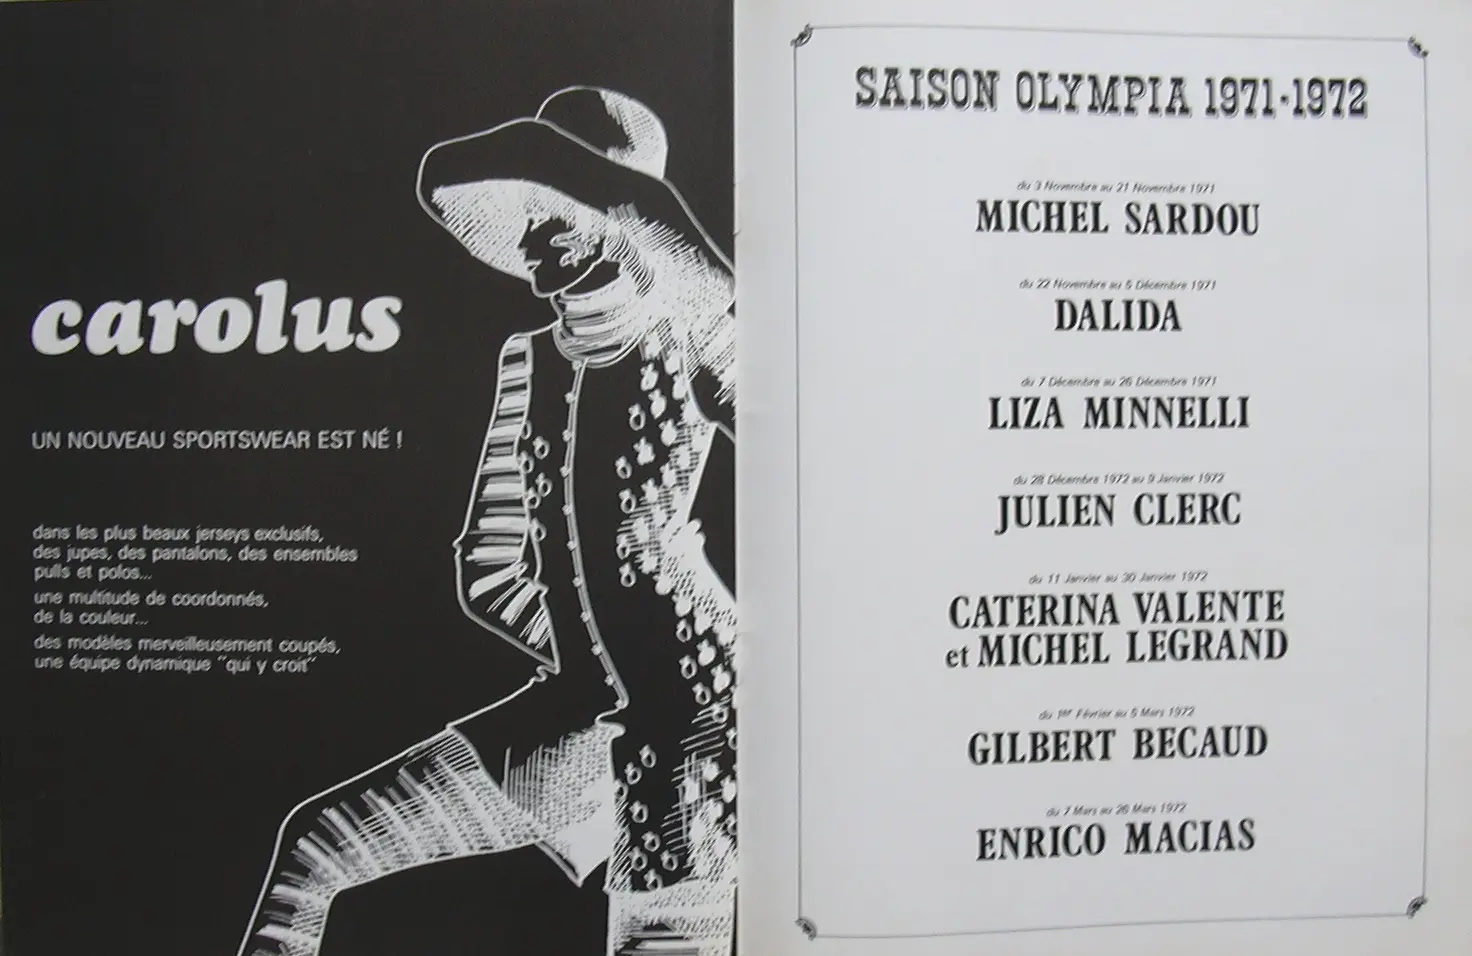 carolus
UN NOUVEAU SPORTSWEAR EST NÉ !
dans les plus beaux jerseys exclusifs,
des jupes, des pantalons, des ensembles
pulls et polos...
une multitude de coordonnés,
de la couleur...
des modèles merveilleusement coupés,
une équipe dynamique "qui y croit"
SAISON OLYMPIA 1971-1972
du 3 Novembre au 21 Novembre 1971
MICHEL SARDOU
du 22 Novembre au 5 Décembre 1971
DALIDA
du 7 Décembre au 26 Décembre 1971
LIZA MINNELLI
du 28 Décembre 1972 au 9 Janvier 1972
JULIEN CLERC
du 11 Janvier au 30 Janvier 1972
CATERINA VALENTE
et MICHEL LEGRAND
du 1er Février au 5 Mars 1972
GILBERT BECAUD
du 7 Mars au 26 Mars 1972
ENRICO MACIAS